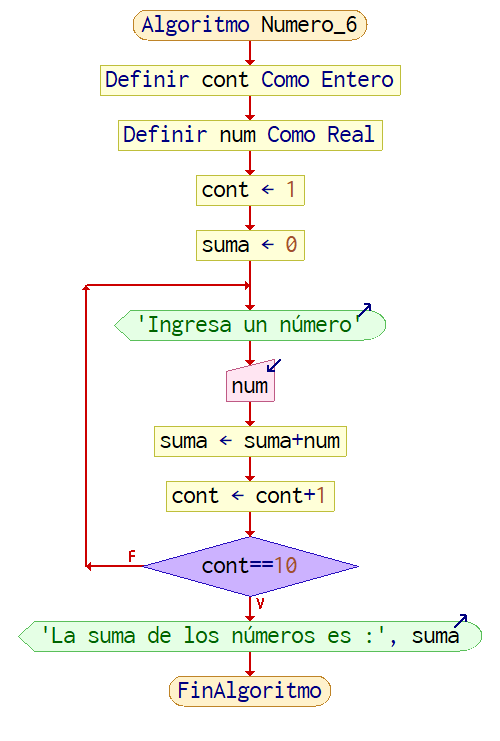 Algoritmo Numero_6
Definir cont Como Entero
Definir num Como Real
cont ← 1
suma ← 0
'Ingresa un número'
num
suma ← suma+num
cont ← cont+1
cont==10
F
V
'La suma de los números es :', suma
FinAlgoritmo